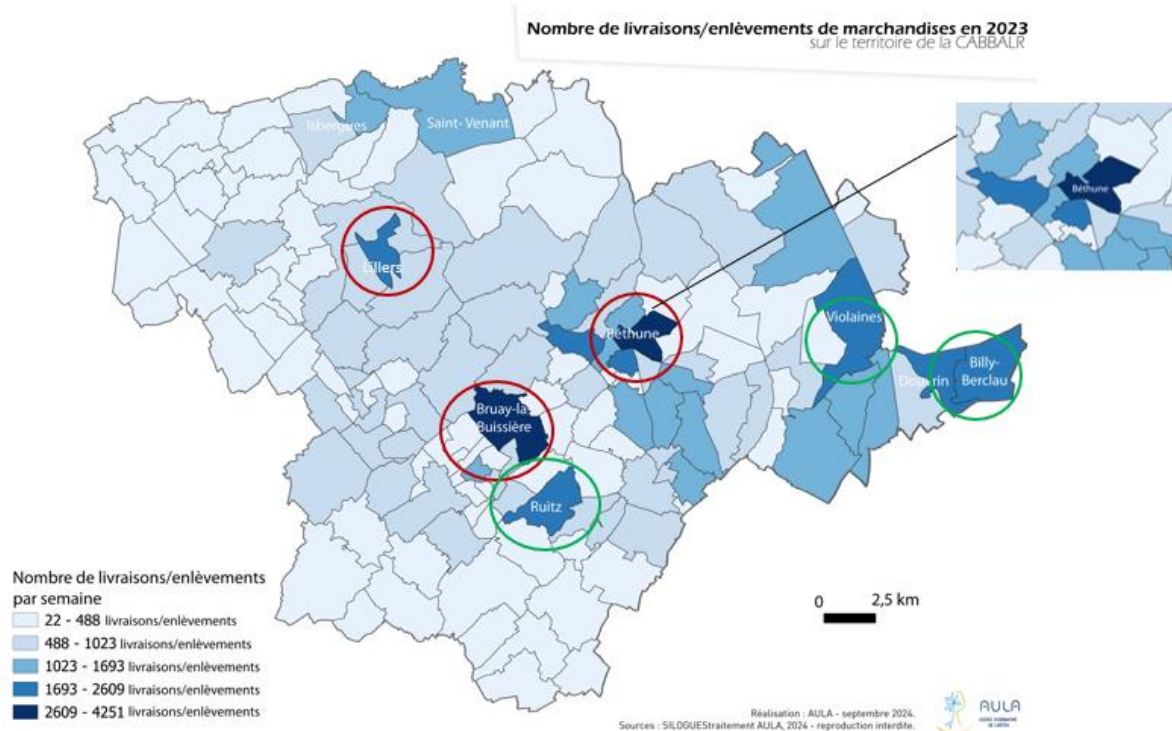 Nombre de livraisons/enlèvements de marchandises en 2023
sur le territoire de la CABBALR
Isbergues
Saint- Venant
Béthune
Lillers
Béthune
Violaines
Douvrin
Billy-
Berclau
Bruay-la-
Buissière
Ruitz
Nombre de livraisons/enlèvements
par semaine
22 - 488 livraisons/enlèvements
488 - 1023 livraisons/enlèvements
1023 - 1693 livraisons/enlèvements
1693 - 2609 livraisons/enlèvements
2609 - 4251 livraisons/enlèvements
0 2,5 km
Réalisation : AULA - septembre 2024.
Sources : SILOGUEStraitement AULA, 2024 - reproduction interdite.
AULA